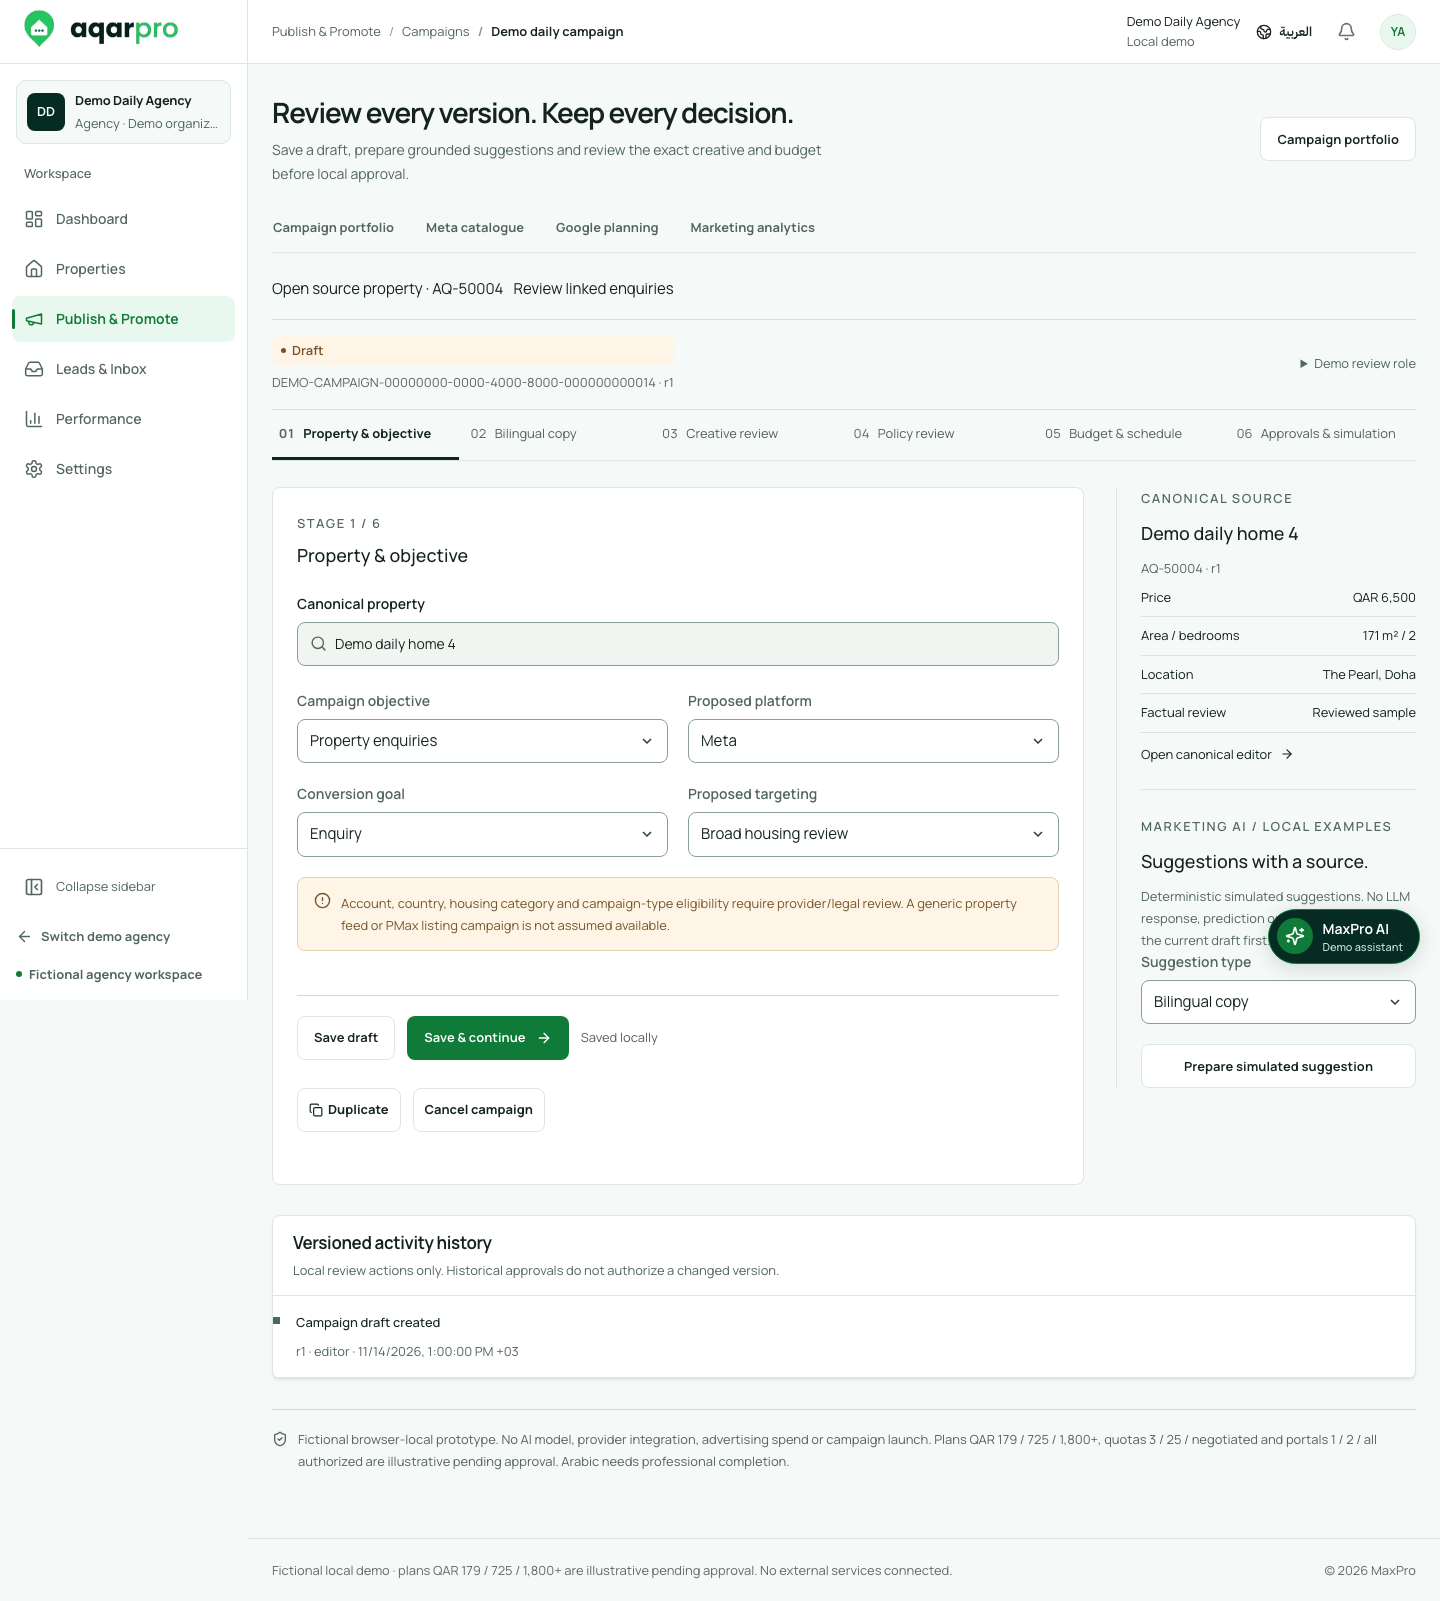 aqarpro
Publish & Promote / Campaigns / Demo daily campaign
Demo Daily Agency
Local demo
العربية
YA
DD
Demo Daily Agency
Agency · Demo organiz...
Workspace
Dashboard
Properties
Publish & Promote
Leads & Inbox
Performance
Settings
Collapse sidebar
Switch demo agency
Fictional agency workspace
Review every version. Keep every decision.
Save a draft, prepare grounded suggestions and review the exact creative and budget
before local approval.
Campaign portfolio
Campaign portfolio Meta catalogue Google planning Marketing analytics
Open source property · AQ-50004 Review linked enquiries
Draft
DEMO-CAMPAIGN-00000000-0000-4000-8000-000000000014 · r1
Demo review role
01 Property & objective 02 Bilingual copy 03 Creative review 04 Policy review 05 Budget & schedule 06 Approvals & simulation
STAGE 1 / 6
Property & objective
Canonical property
Demo daily home 4
Campaign objective
Property enquiries
Proposed platform
Meta
Conversion goal
Enquiry
Proposed targeting
Broad housing review
Account, country, housing category and campaign-type eligibility require provider/legal review. A generic property
feed or PMax listing campaign is not assumed available.
Save draft
Save & continue
Saved locally
Duplicate
Cancel campaign
CANONICAL SOURCE
Demo daily home 4
AQ-50004 · r1
Price QAR 6,500
Area / bedrooms 171 m² / 2
Location The Pearl, Doha
Factual review Reviewed sample
Open canonical editor
MARKETING AI / LOCAL EXAMPLES
Suggestions with a source.
Deterministic simulated suggestions. No LLM
response, prediction
the current draft first.
MaxPro AI
Demo assistant
Suggestion type
Bilingual copy
Prepare simulated suggestion
Versioned activity history
Local review actions only. Historical approvals do not authorize a changed version.
Campaign draft created
r1 · editor · 11/14/2026, 1:00:00 PM +03
Fictional browser-local prototype. No AI model, provider integration, advertising spend or campaign launch. Plans QAR 179 / 725 / 1,800+, quotas 3 / 25 / negotiated and portals 1 / 2 / all
authorized are illustrative pending approval. Arabic needs professional completion.
Fictional local demo · plans QAR 179 / 725 / 1,800+ are illustrative pending approval. No external services connected.
© 2026 MaxPro